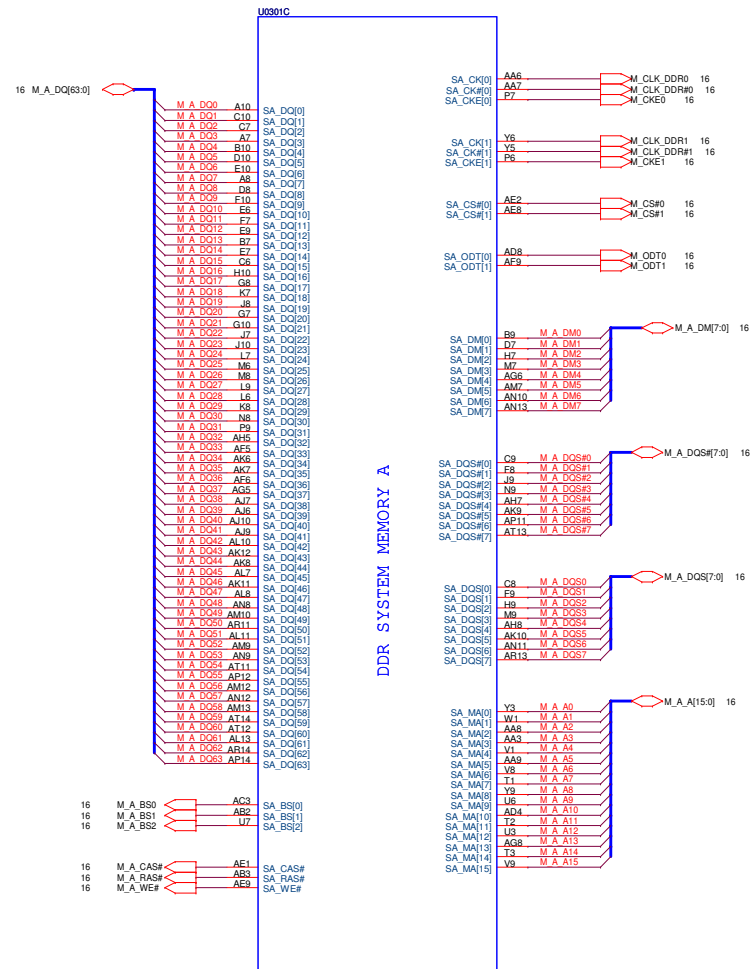 U0301C
16 M_A_DQ[63:0]
M_A_DQ0 A10 SA_DQ[0]
M_A_DQ1 C10 SA_DQ[1]
M_A_DQ2 C7 SA_DQ[2]
M_A_DQ3 A7 SA_DQ[3]
M_A_DQ4 B10 SA_DQ[4]
M_A_DQ5 D10 SA_DQ[5]
M_A_DQ6 E10 SA_DQ[6]
M_A_DQ7 A8 SA_DQ[7]
M_A_DQ8 D8 SA_DQ[8]
M_A_DQ9 F10 SA_DQ[9]
M_A_DQ10 E6 SA_DQ[10]
M_A_DQ11 F7 SA_DQ[11]
M_A_DQ12 E9 SA_DQ[12]
M_A_DQ13 B7 SA_DQ[13]
M_A_DQ14 E7 SA_DQ[14]
M_A_DQ15 C6 SA_DQ[15]
M_A_DQ16 H10 SA_DQ[16]
M_A_DQ17 G8 SA_DQ[17]
M_A_DQ18 K7 SA_DQ[18]
M_A_DQ19 J8 SA_DQ[19]
M_A_DQ20 G7 SA_DQ[20]
M_A_DQ21 G10 SA_DQ[21]
M_A_DQ22 J7 SA_DQ[22]
M_A_DQ23 J10 SA_DQ[23]
M_A_DQ24 L7 SA_DQ[24]
M_A_DQ25 M6 SA_DQ[25]
M_A_DQ26 M8 SA_DQ[26]
M_A_DQ27 L9 SA_DQ[27]
M_A_DQ28 L6 SA_DQ[28]
M_A_DQ29 K8 SA_DQ[29]
M_A_DQ30 N8 SA_DQ[30]
M_A_DQ31 P9 SA_DQ[31]
M_A_DQ32 AH5 SA_DQ[32]
M_A_DQ33 AF5 SA_DQ[33]
M_A_DQ34 AK6 SA_DQ[34]
M_A_DQ35 AK7 SA_DQ[35]
M_A_DQ36 AF6 SA_DQ[36]
M_A_DQ37 AG5 SA_DQ[37]
M_A_DQ38 AJ7 SA_DQ[38]
M_A_DQ39 AJ6 SA_DQ[39]
M_A_DQ40 AJ10 SA_DQ[40]
M_A_DQ41 AJ9 SA_DQ[41]
M_A_DQ42 AL10 SA_DQ[42]
M_A_DQ43 AK12 SA_DQ[43]
M_A_DQ44 AK8 SA_DQ[44]
M_A_DQ45 AL7 SA_DQ[45]
M_A_DQ46 AK11 SA_DQ[46]
M_A_DQ47 AL8 SA_DQ[47]
M_A_DQ48 AN8 SA_DQ[48]
M_A_DQ49 AM10 SA_DQ[49]
M_A_DQ50 AR11 SA_DQ[50]
M_A_DQ51 AL11 SA_DQ[51]
M_A_DQ52 AM9 SA_DQ[52]
M_A_DQ53 AN9 SA_DQ[53]
M_A_DQ54 AT11 SA_DQ[54]
M_A_DQ55 AP12 SA_DQ[55]
M_A_DQ56 AM12 SA_DQ[56]
M_A_DQ57 AN12 SA_DQ[57]
M_A_DQ58 AM13 SA_DQ[58]
M_A_DQ59 AT14 SA_DQ[59]
M_A_DQ60 AT12 SA_DQ[60]
M_A_DQ61 AL13 SA_DQ[61]
M_A_DQ62 AR14 SA_DQ[62]
M_A_DQ63 AP14 SA_DQ[63]
16 M_A_BS0 AC3 SA_BS[0]
16 M_A_BS1 AB2 SA_BS[1]
16 M_A_BS2 U7 SA_BS[2]
16 M_A_CAS# AE1 SA_CAS#
16 M_A_RAS# AB3 SA_RAS#
16 M_A_WE# AE9 SA_WE#
DDR SYSTEM MEMORY A
SA_CK[0] AA6 M_CLK_DDR0 16
SA_CK#[0] AA7 M_CLK_DDR#0 16
SA_CKE[0] P7 M_CKE0 16
SA_CK[1] Y6 M_CLK_DDR1 16
SA_CK#[1] Y5 M_CLK_DDR#1 16
SA_CKE[1] P6 M_CKE1 16
SA_CS#[0] AE2 M_CS#0 16
SA_CS#[1] AE8 M_CS#1 16
SA_ODT[0] AD8 M_ODT0 16
SA_ODT[1] AF9 M_ODT1 16
M_A_DM[7:0] 16
SA_DM[0] B9 M_A_DM0
SA_DM[1] D7 M_A_DM1
SA_DM[2] H7 M_A_DM2
SA_DM[3] M7 M_A_DM3
SA_DM[4] AG6 M_A_DM4
SA_DM[5] AM7 M_A_DM5
SA_DM[6] AN10 M_A_DM6
SA_DM[7] AN13 M_A_DM7
M_A_DQS#[7:0] 16
SA_DQS#[0] C9 M_A_DQS#0
SA_DQS#[1] F8 M_A_DQS#1
SA_DQS#[2] J9 M_A_DQS#2
SA_DQS#[3] N9 M_A_DQS#3
SA_DQS#[4] AH7 M_A_DQS#4
SA_DQS#[5] AK9 M_A_DQS#5
SA_DQS#[6] AP11 M_A_DQS#6
SA_DQS#[7] AT13 M_A_DQS#7
M_A_DQS[7:0] 16
SA_DQS[0] C8 M_A_DQS0
SA_DQS[1] F9 M_A_DQS1
SA_DQS[2] H9 M_A_DQS2
SA_DQS[3] M9 M_A_DQS3
SA_DQS[4] AH8 M_A_DQS4
SA_DQS[5] AK10 M_A_DQS5
SA_DQS[6] AN11 M_A_DQS6
SA_DQS[7] AR13 M_A_DQS7
M_A_A[15:0] 16
SA_MA[0] Y3 M_A_A0
SA_MA[1] W1 M_A_A1
SA_MA[2] AA8 M_A_A2
SA_MA[3] AA3 M_A_A3
SA_MA[4] V1 M_A_A4
SA_MA[5] AA9 M_A_A5
SA_MA[6] V8 M_A_A6
SA_MA[7] T1 M_A_A7
SA_MA[8] Y9 M_A_A8
SA_MA[9] U6 M_A_A9
SA_MA[10] AD4 M_A_A10
SA_MA[11] T2 M_A_A11
SA_MA[12] U3 M_A_A12
SA_MA[13] AG8 M_A_A13
SA_MA[14] T3 M_A_A14
SA_MA[15] V9 M_A_A15